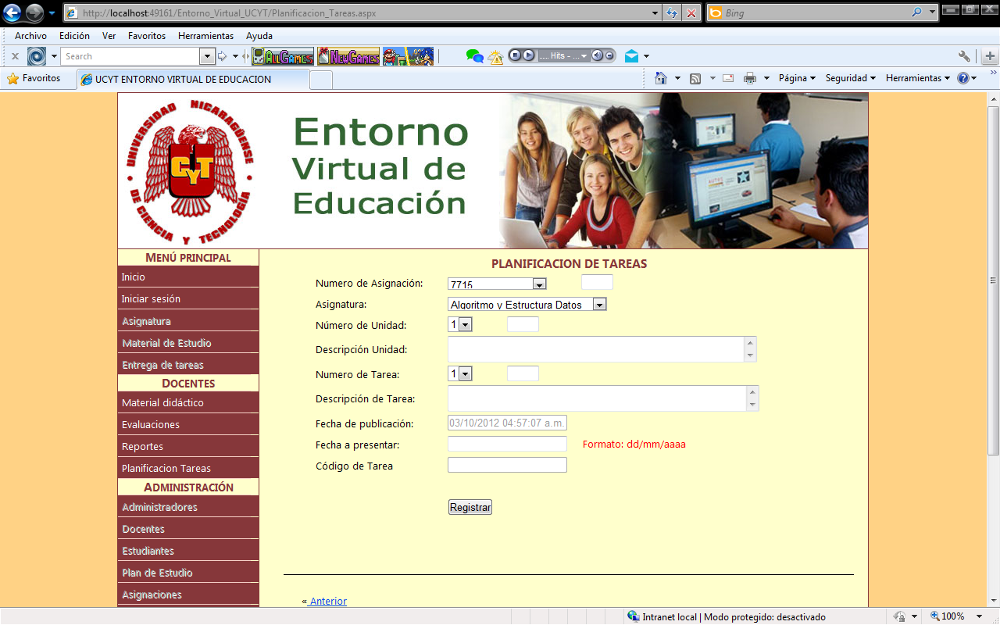 http://localhost:49161/Entorno_Virtual_UCYT/Planificacion_Tareas.aspx
Bing
Archivo Edición Ver Favoritos Herramientas Ayuda
Search ALLGAMES NEWGAMES ..... Hits - ...
Favoritos UCYT ENTORNO VIRTUAL DE EDUCACION Página Seguridad Herramientas
UNIVERSIDAD NICARAGÜENSE
DE CIENCIA Y TECNOLOGÍA
CYT
Entorno
Virtual de
Educación
MENÚ PRINCIPAL
Inicio
Iniciar sesión
Asignatura
Material de Estudio
Entrega de tareas
DOCENTES
Material didáctico
Evaluaciones
Reportes
Planificacion Tareas
ADMINISTRACIÓN
Administradores
Docentes
Estudiantes
Plan de Estudio
Asignaciones
PLANIFICACION DE TAREAS
Numero de Asignación: 7715
Asignatura: Algoritmo y Estructura Datos
Número de Unidad: 1
Descripción Unidad:
Numero de Tarea: 1
Descripción de Tarea:
Fecha de publicación: 03/10/2012 04:57:07 a.m.
Fecha a presentar: Formato: dd/mm/aaaa
Código de Tarea
Registrar
« Anterior
Intranet local | Modo protegido: desactivado 100%